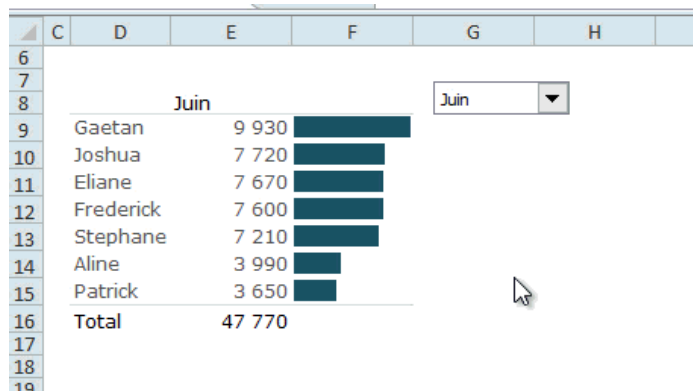 C D E F G H
6
7
8 Juin Juin
9 Gaetan 9 930
10 Joshua 7 720
11 Eliane 7 670
12 Frederick 7 600
13 Stephane 7 210
14 Aline 3 990
15 Patrick 3 650
16 Total 47 770
17
18
19